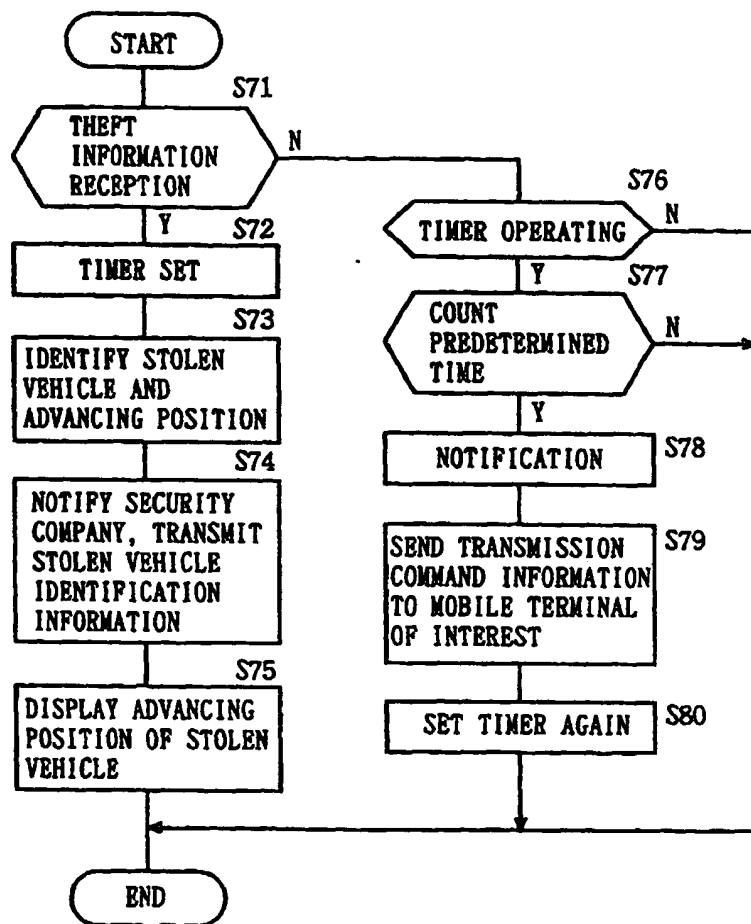 START
S71
THEFT
INFORMATION
RECEPTION
N
Y
S72
TIMER SET
S73
IDENTIFY STOLEN
VEHICLE AND
ADVANCING POSITION
S74
NOTIFY SECURITY
COMPANY, TRANSMIT
STOLEN VEHICLE
IDENTIFICATION
INFORMATION
S75
DISPLAY ADVANCING
POSITION OF STOLEN
VEHICLE
S76
TIMER OPERATING
N
Y
S77
COUNT
PREDETERMINED
TIME
N
Y
S78
NOTIFICATION
S79
SEND TRANSMISSION
COMMAND INFORMATION
TO MOBILE TERMINAL
OF INTEREST
S80
SET TIMER AGAIN
END